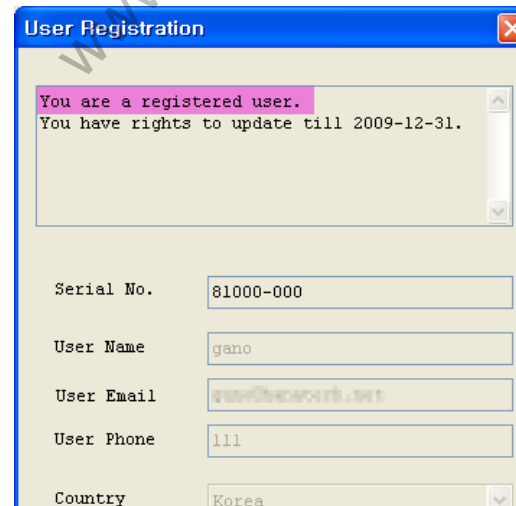 User Registration
You are a registered user.
You have rights to update till 2009-12-31.
Serial No. 81000-000
User Name gano
User Email
User Phone 111
Country Korea